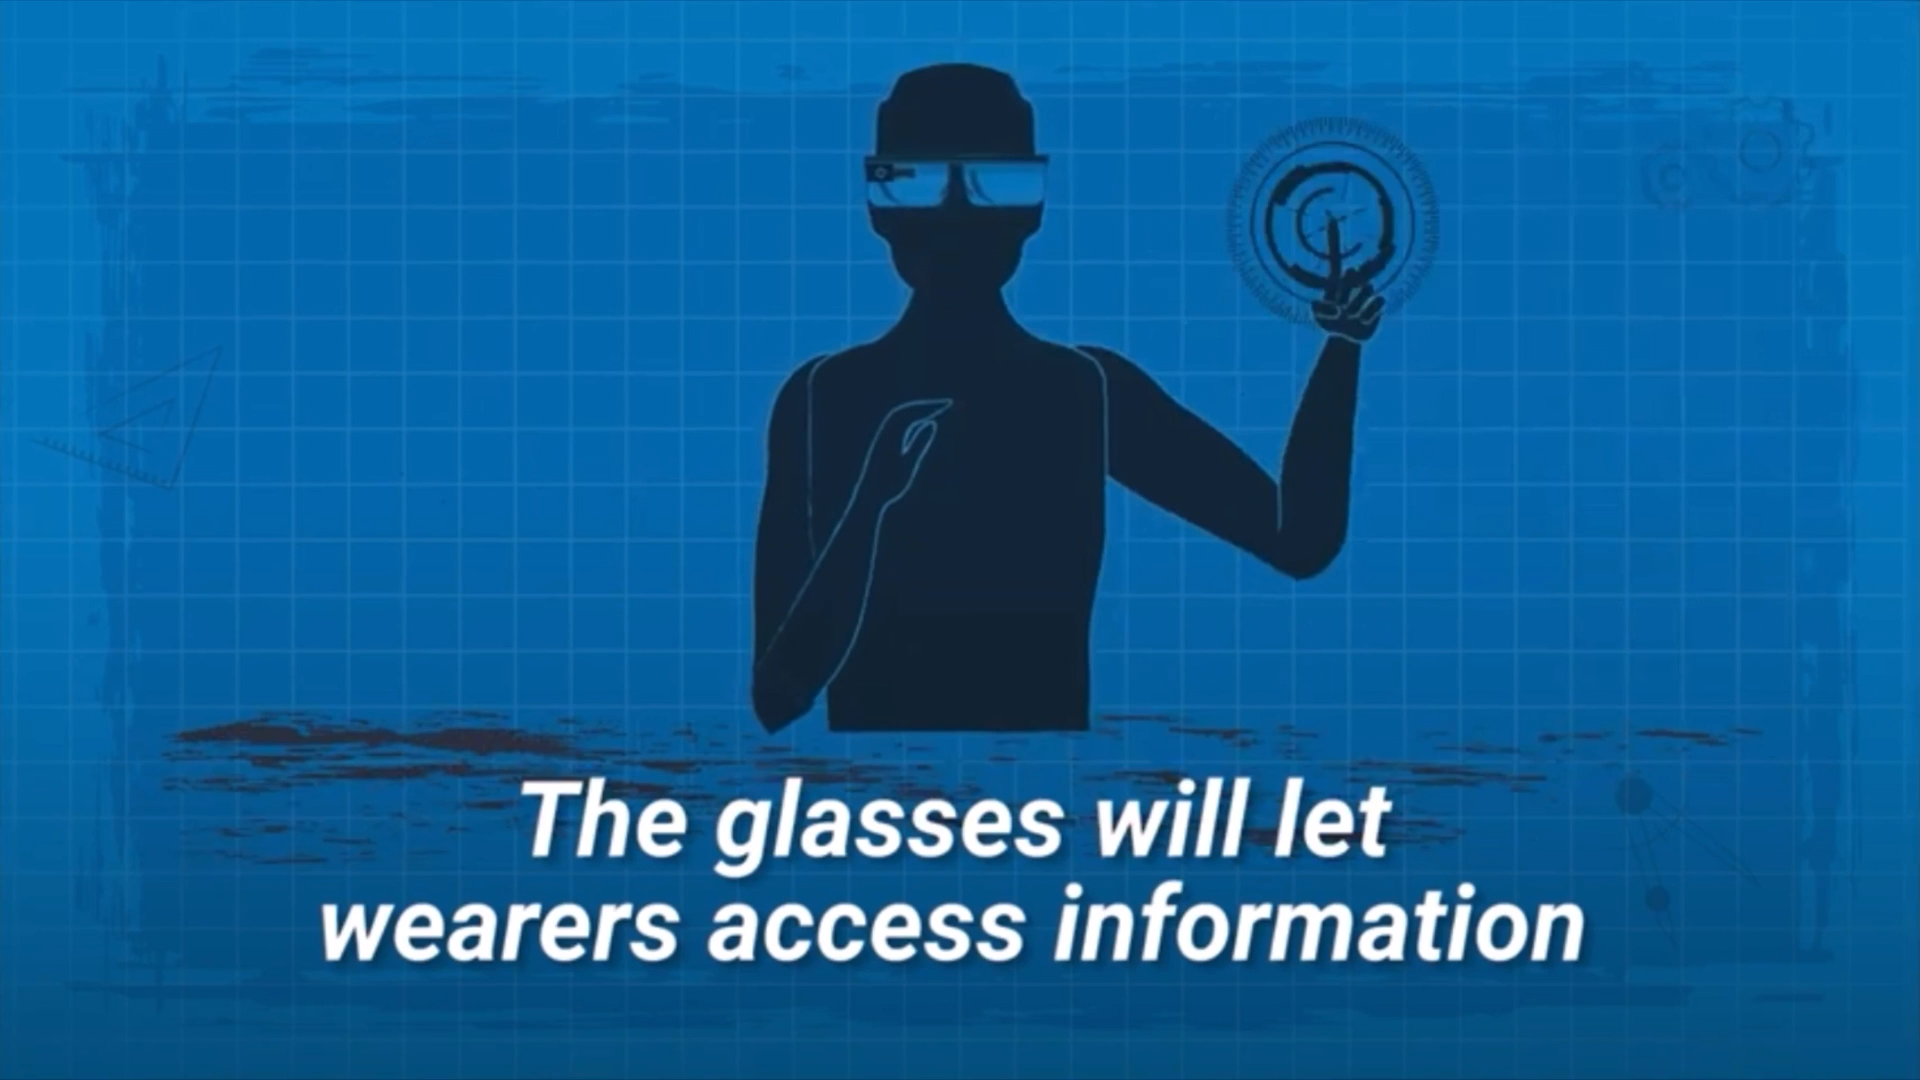 The glasses will let
wearers access information